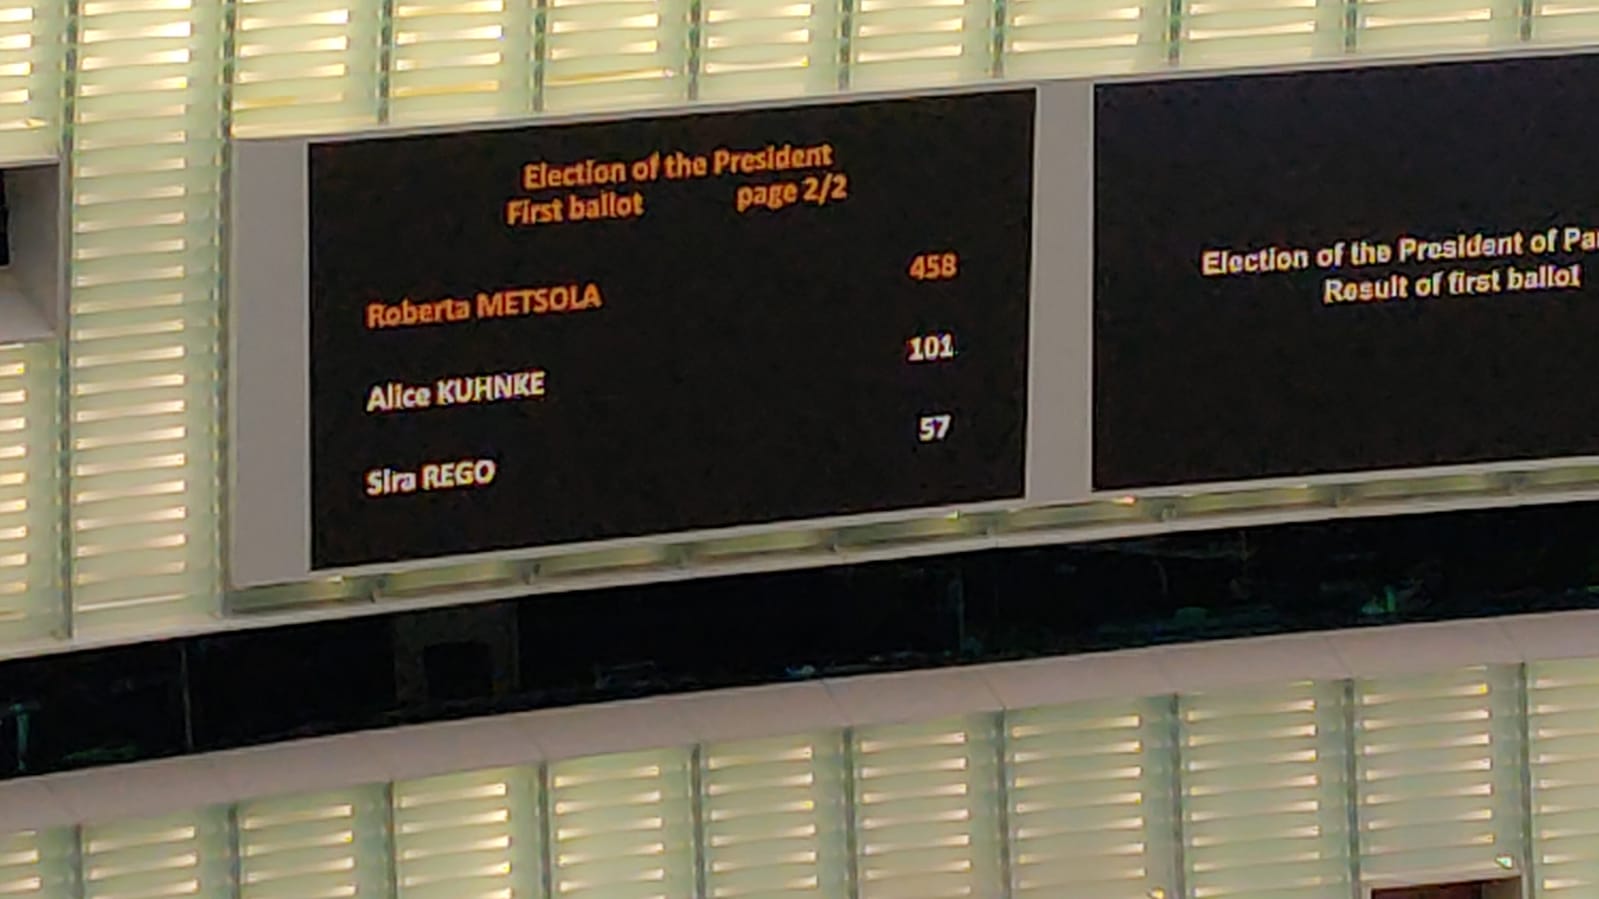 Election of the President
First ballot page 2/2
Roberta METSOLA 458
Alice KUHNKE 101
Sira REGO 57
Election of the President of
Result of first ballot